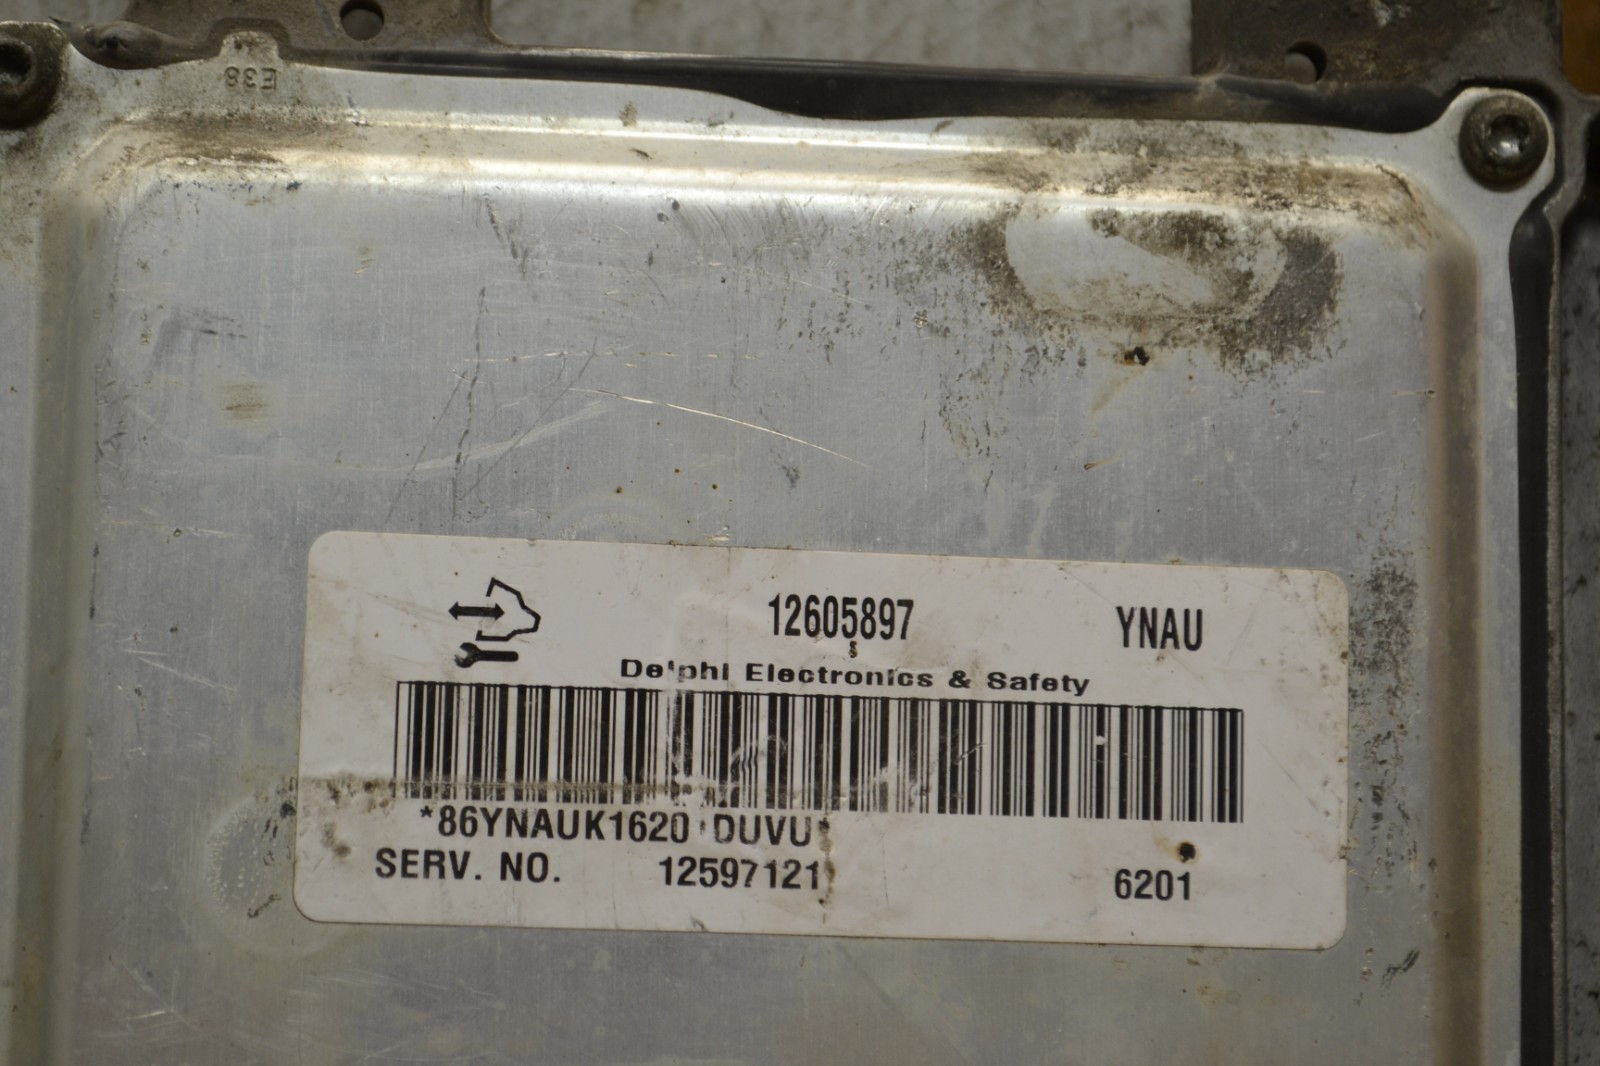 E38
12605897 YNAU
Delphi Electronics & Safety
*86YNAUK1620 DUVU*
SERV. NO. 12597121 6201